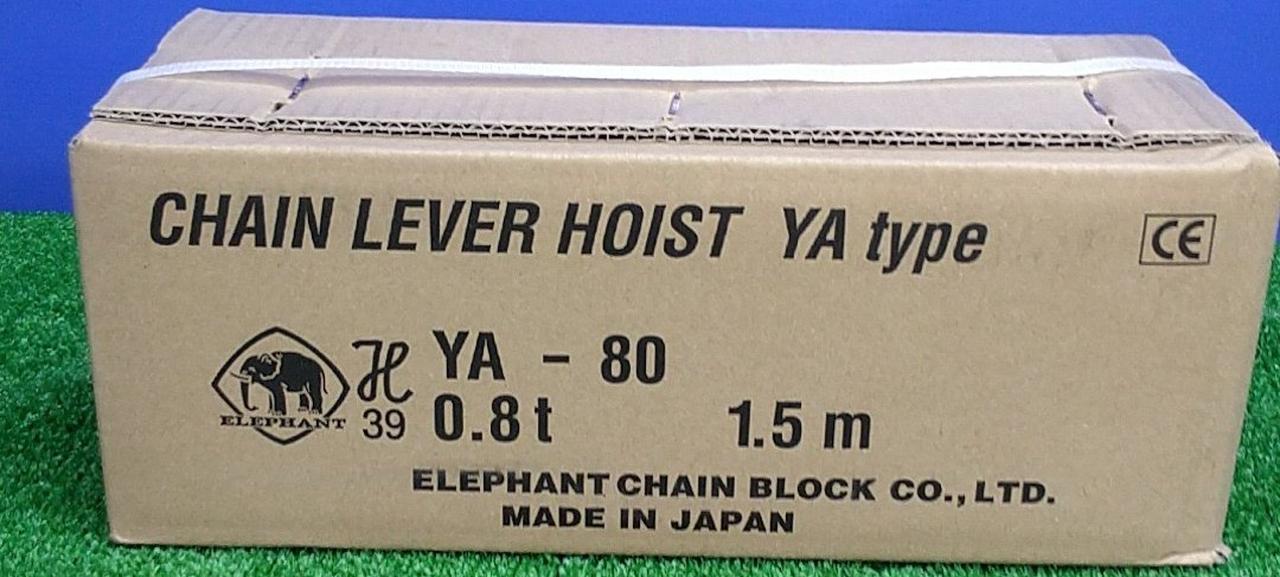 CHAIN LEVER HOIST YA type
CE
ELEPHANT
H
39
YA - 80
0.8t 1.5 m
ELEPHANT CHAIN BLOCK CO., LTD.
MADE IN JAPAN